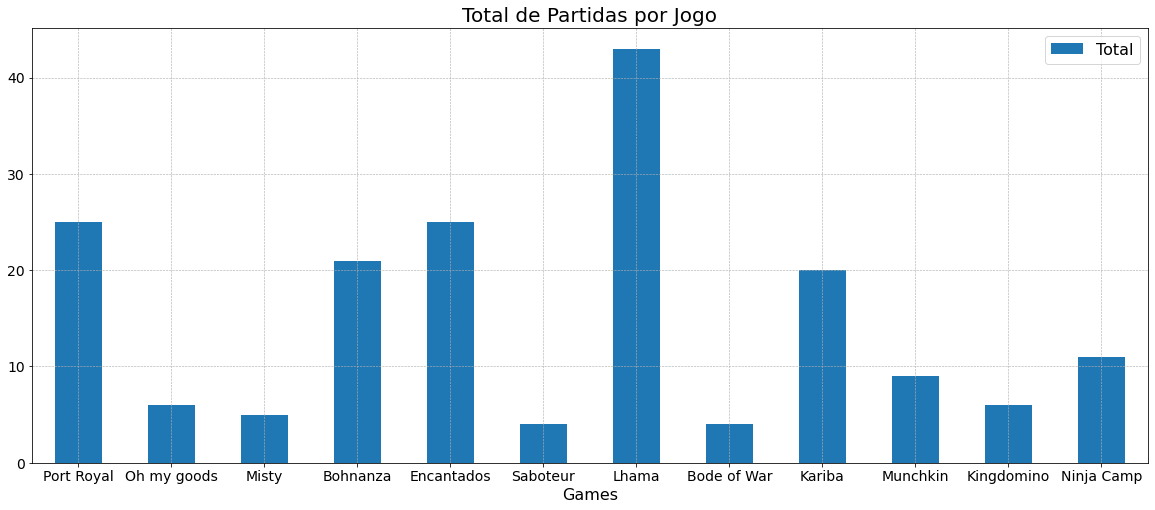 Total de Partidas por Jogo
Total
40
30
20
10
0
Port Royal Oh my goods Misty Bohnanza Encantados Saboteur Lhama Bode of War Kariba Munchkin Kingdomino Ninja Camp
Games